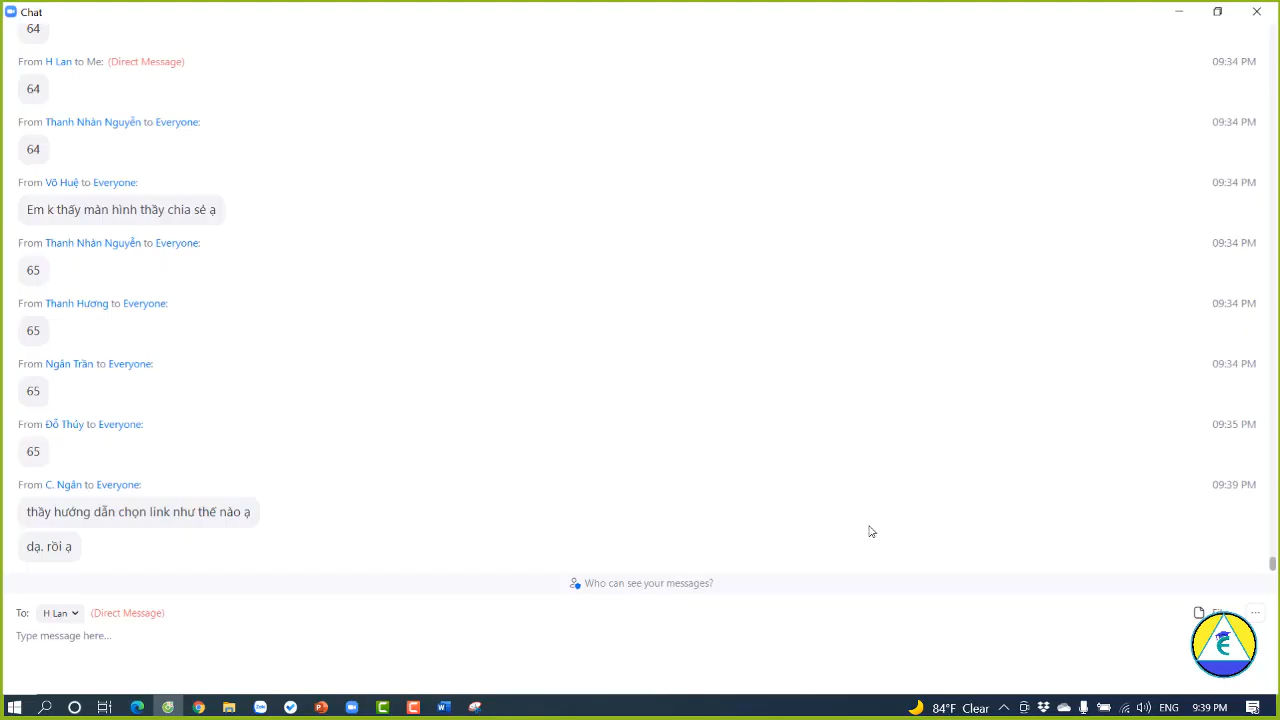 Chat
64
From H Lan to Me: (Direct Message) 09:34 PM
64
From Thanh Nhàn Nguyễn to Everyone: 09:34 PM
64
From Võ Huệ to Everyone: 09:34 PM
Em k thấy màn hình thầy chia sẻ ạ
From Thanh Nhàn Nguyễn to Everyone: 09:34 PM
65
From Thanh Hương to Everyone: 09:34 PM
65
From Ngân Trần to Everyone: 09:34 PM
65
From Đỗ Thúy to Everyone: 09:35 PM
65
From C. Ngân to Everyone: 09:39 PM
thầy hướng dẫn chọn link như thế nào ạ
dạ. rồi ạ
Who can see your messages?
To: H Lan (Direct Message)
Type message here...
84°F Clear ENG 9:39 PM